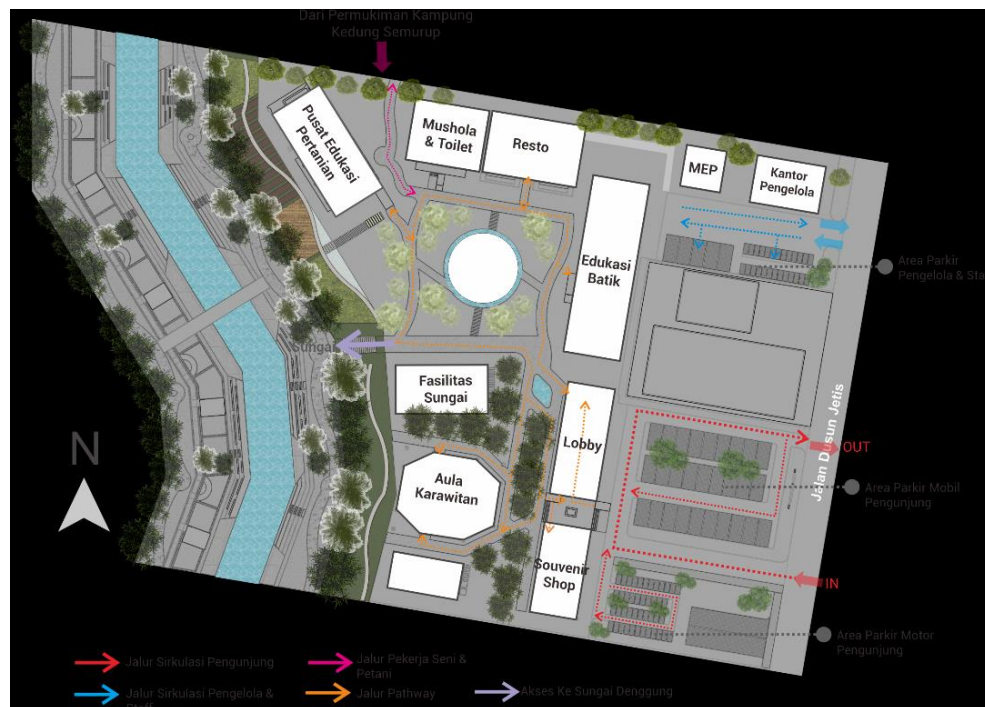 Dari Permukiman Kampung
Kedung Semurup
Pusat Edukasi
Pertanian
Mushola
& Toilet
Resto
MEP
Kantor
Pengelola
Edukasi
Batik
Area Parkir
Pengelola & Sta
Sungai
Fasilitas
Sungai
Lobby
Aula
Karawitan
Souvenir
Shop
Jalan Dusun Jetis
OUT
Area Parkir Mobil
Pengunjung
IN
Area Parkir Motor
Pengunjung
N
Jalur Sirkulasi Pengunjung
Jalur Pekerja Seni &
Petani
Jalur Sirkulasi Pengelola &
Staff
Jalur Pathway
Akses Ke Sungai Denggung